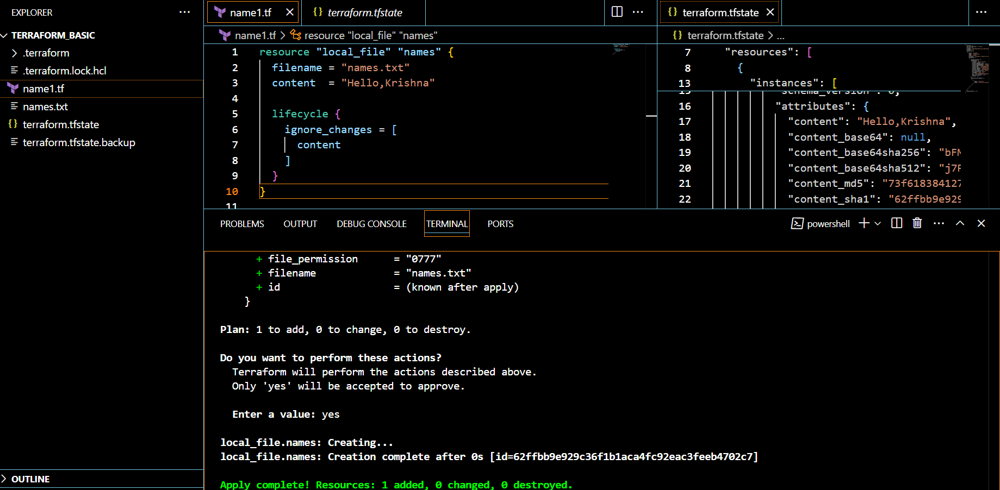 EXPLORER
TERRAFORM_BASIC
.terraform
.terraform.lock.hcl
name1.tf
names.txt
terraform.tfstate
terraform.tfstate.backup
OUTLINE
name1.tf
terraform.tfstate
name1.tf > resource "local_file" "names"
1 resource "local_file" "names" {
2 filename = "names.txt"
3 content = "Hello,Krishna"
4
5 lifecycle {
6 ignore_changes = [
7 content
8 ]
9 }
10 }
11
terraform.tfstate
terraform.tfstate > ...
7 "resources": [
8 {
13 "instances": [
15 "schema_version": 0,
16 "attributes": {
17 "content": "Hello,Krishna",
18 "content_base64": null,
19 "content_base64sha256": "bFM
20 "content_base64sha512": "j7F
21 "content_md5": "73f618384127
22 "content_sha1": "62ffbb9e929
PROBLEMS OUTPUT DEBUG CONSOLE TERMINAL PORTS
powershell
+ file_permission = "0777"
+ filename = "names.txt"
+ id = (known after apply)
}
Plan: 1 to add, 0 to change, 0 to destroy.
Do you want to perform these actions?
Terraform will perform the actions described above.
Only 'yes' will be accepted to approve.
Enter a value: yes
local_file.names: Creating...
local_file.names: Creation complete after 0s [id=62ffbb9e929c36f1b1aca4fc92eac3feeb4702c7]
Apply complete! Resources: 1 added, 0 changed, 0 destroyed.